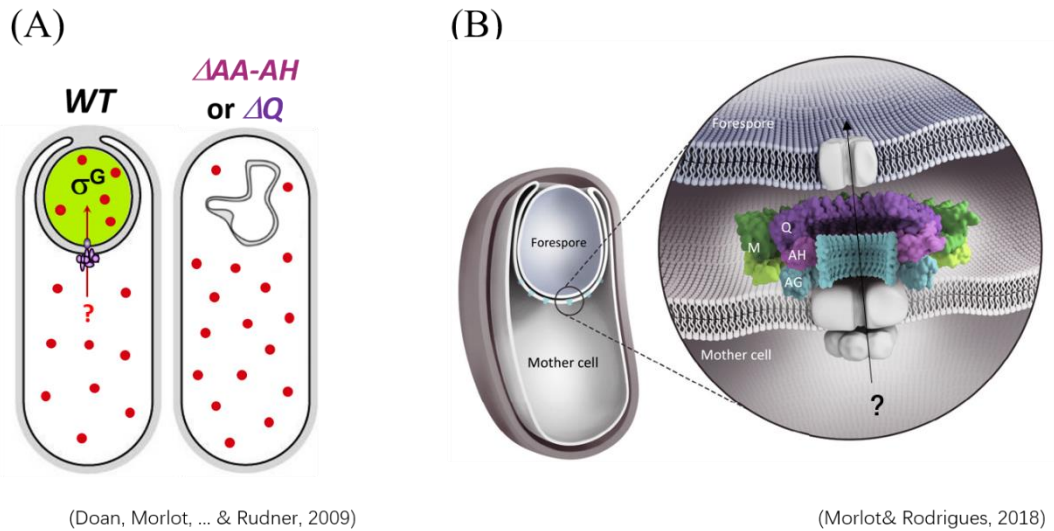 (A)
WT
ΔAA-AH
or ΔQ
σG
?
(Doan, Morlot, ... & Rudner, 2009)
(B)
Forespore
Mother cell
Forespore
Q
M
AH
AG
Mother cell
?
(Morlot& Rodrigues, 2018)